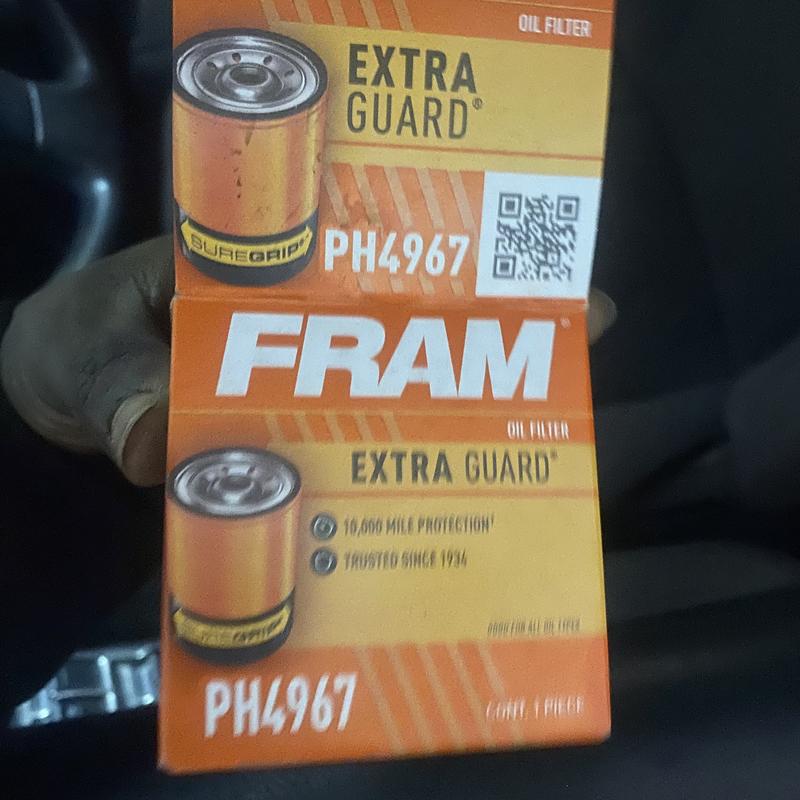 OIL FILTER
EXTRA
GUARD®
SUREGRIP®
PH4967
FRAM®
OIL FILTER
EXTRA GUARD®
10,000 MILE PROTECTION†
TRUSTED SINCE 1934
GOOD FOR ALL OIL TYPES
PH4967
CONT. 1 PIECE